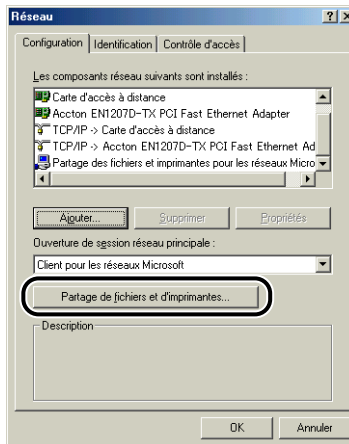 Réseau
Configuration Identification Contrôle d'accès
Les composants réseau suivants sont installés :
Carte d'accès à distance
Accton EN1207D-TX PCI Fast Ethernet Adapter
TCP/IP -> Carte d'accès à distance
TCP/IP -> Accton EN1207D-TX PCI Fast Ethernet Ad
Partage des fichiers et imprimantes pour les réseaux Micro
Ajouter... Supprimer Propriétés
Ouverture de session réseau principale :
Client pour les réseaux Microsoft
Partage de fichiers et d'imprimantes...
Description
OK Annuler